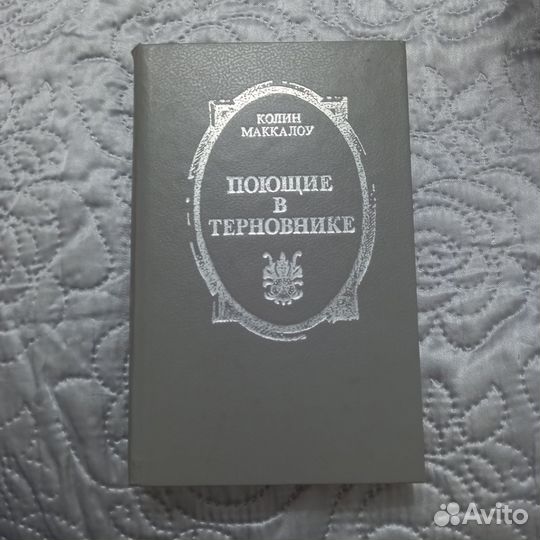 КОЛИН
МАККАЛОУ
ПОЮЩИЕ
В
ТЕРНОВНИКЕ
Avito